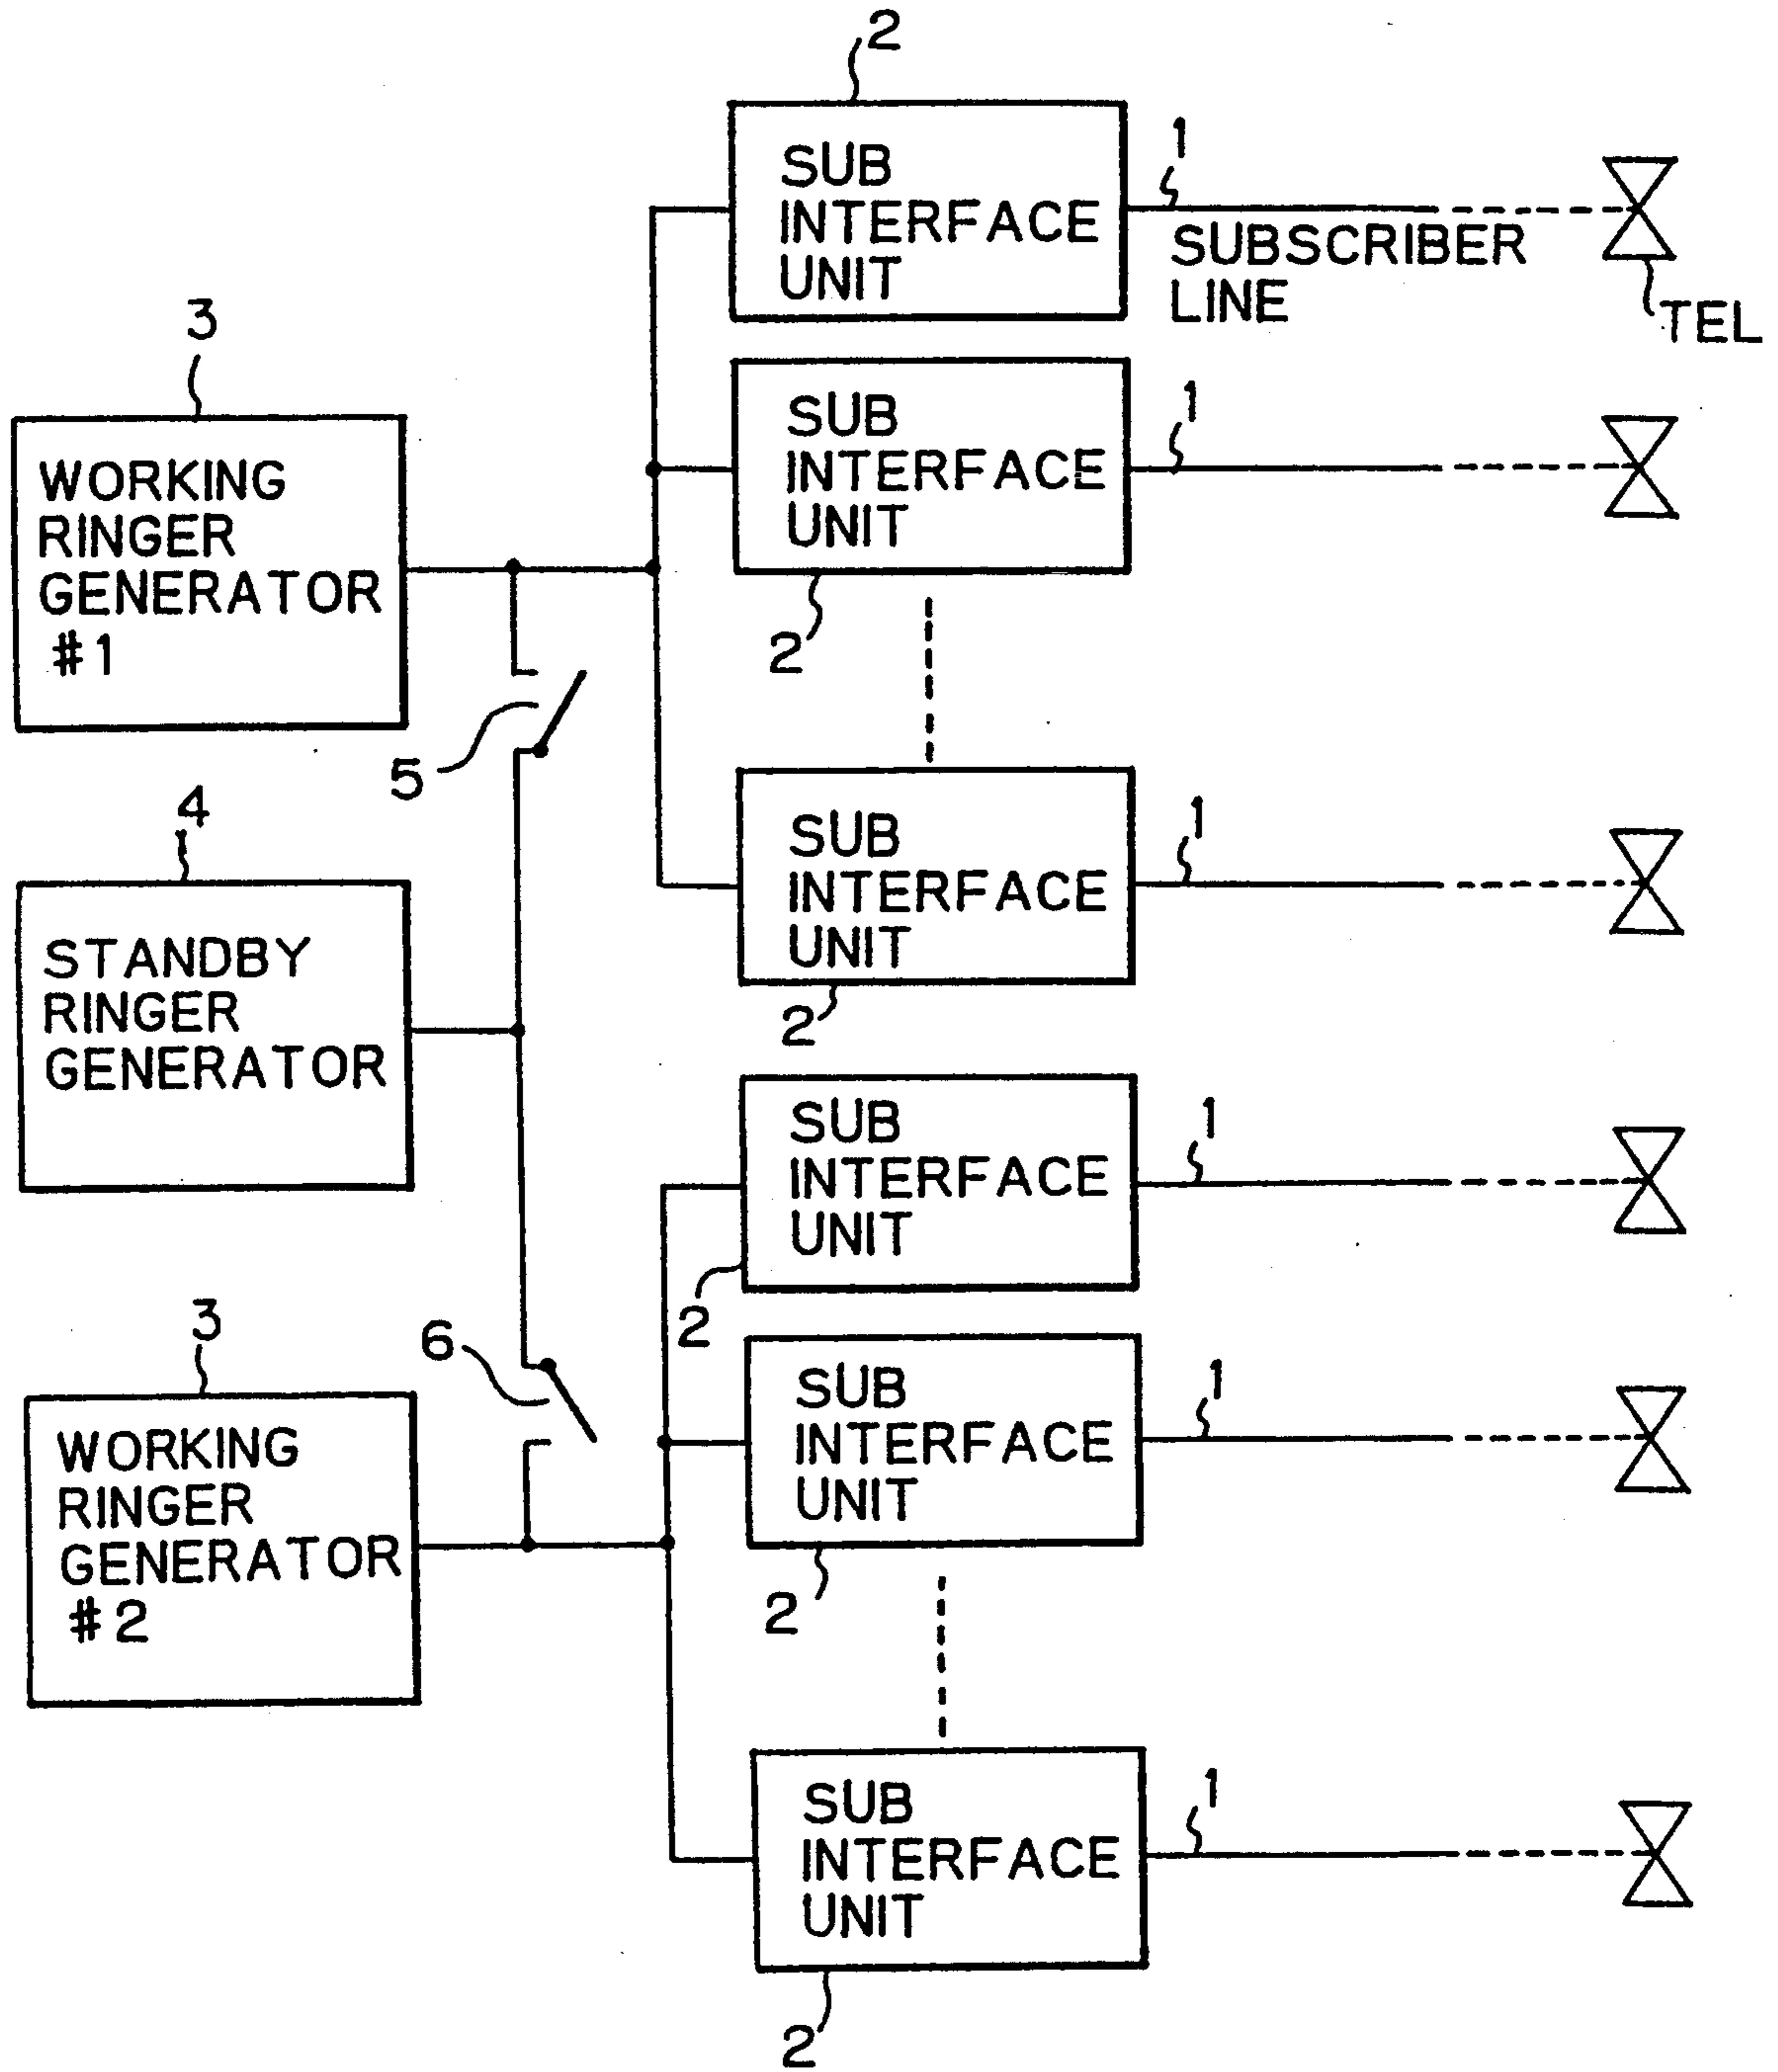 2
SUB
INTERFACE
UNIT
1
SUBSCRIBER
LINE
TEL
3
WORKING
RINGER
GENERATOR
#1
SUB
INTERFACE
UNIT
1
2
5
SUB
INTERFACE
UNIT
1
2
4
STANDBY
RINGER
GENERATOR
SUB
INTERFACE
UNIT
1
2
3
WORKING
RINGER
GENERATOR
#2
6
SUB
INTERFACE
UNIT
1
2
SUB
INTERFACE
UNIT
1
2